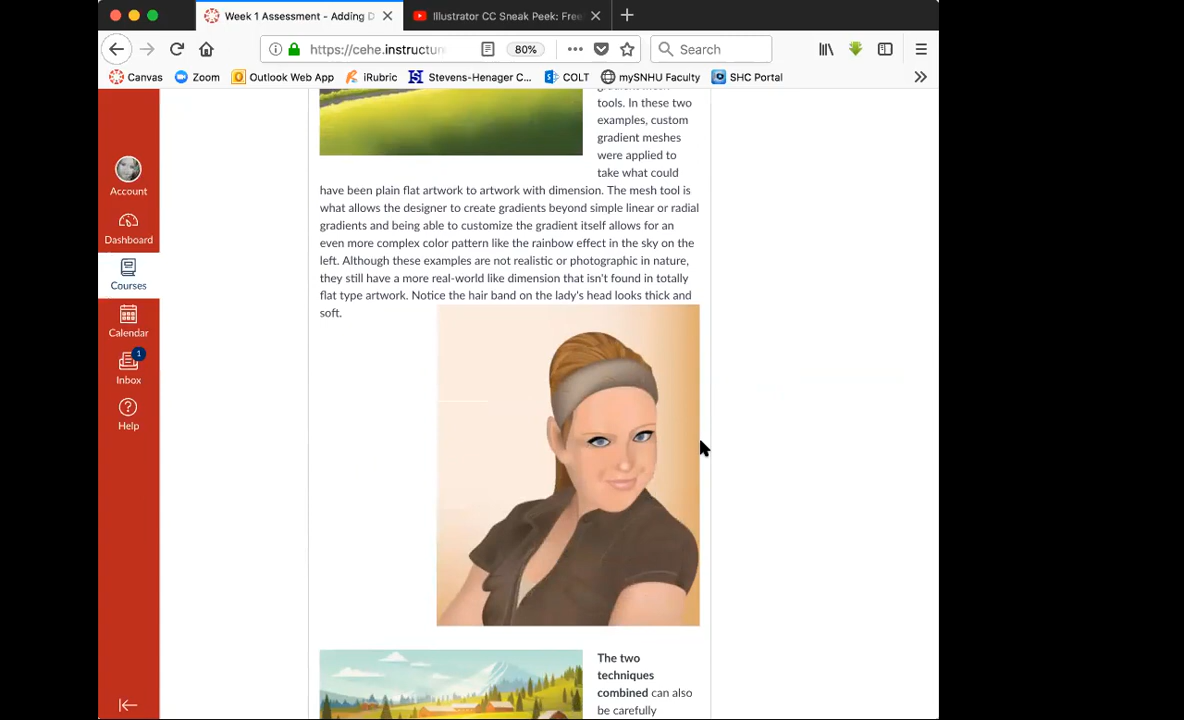 Week 1 Assessment - Adding D
Illustrator CC Sneak Peek: Free
https://cehe.instructur
80%
Search
Canvas
Zoom
Outlook Web App
iRubric
Stevens-Henager C...
COLT
mySNHU Faculty
SHC Portal
Account
Dashboard
Courses
Calendar
1
Inbox
Help
tools. In these two
examples, custom
gradient meshes
were applied to
take what could
have been plain flat artwork to artwork with dimension. The mesh tool is
what allows the designer to create gradients beyond simple linear or radial
gradients and being able to customize the gradient itself allows for an
even more complex color pattern like the rainbow effect in the sky on the
left. Although these examples are not realistic or photographic in nature,
they still have a more real-world like dimension that isn't found in totally
flat type artwork. Notice the hair band on the lady's head looks thick and
soft.
The two
techniques
combined can also
be carefully